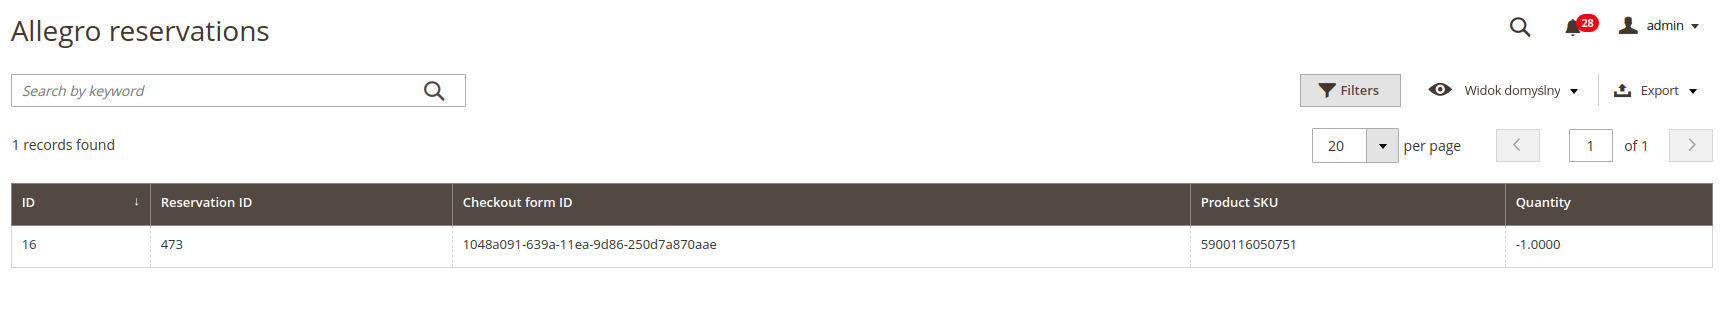 Allegro reservations
28
admin
Search by keyword
Filters
Widok domyślny
Export
1 records found
20 per page
1 of 1
ID ↓ Reservation ID Checkout form ID Product SKU Quantity
16 473 1048a091-639a-11ea-9d86-250d7a870aae 5900116050751 -1.0000